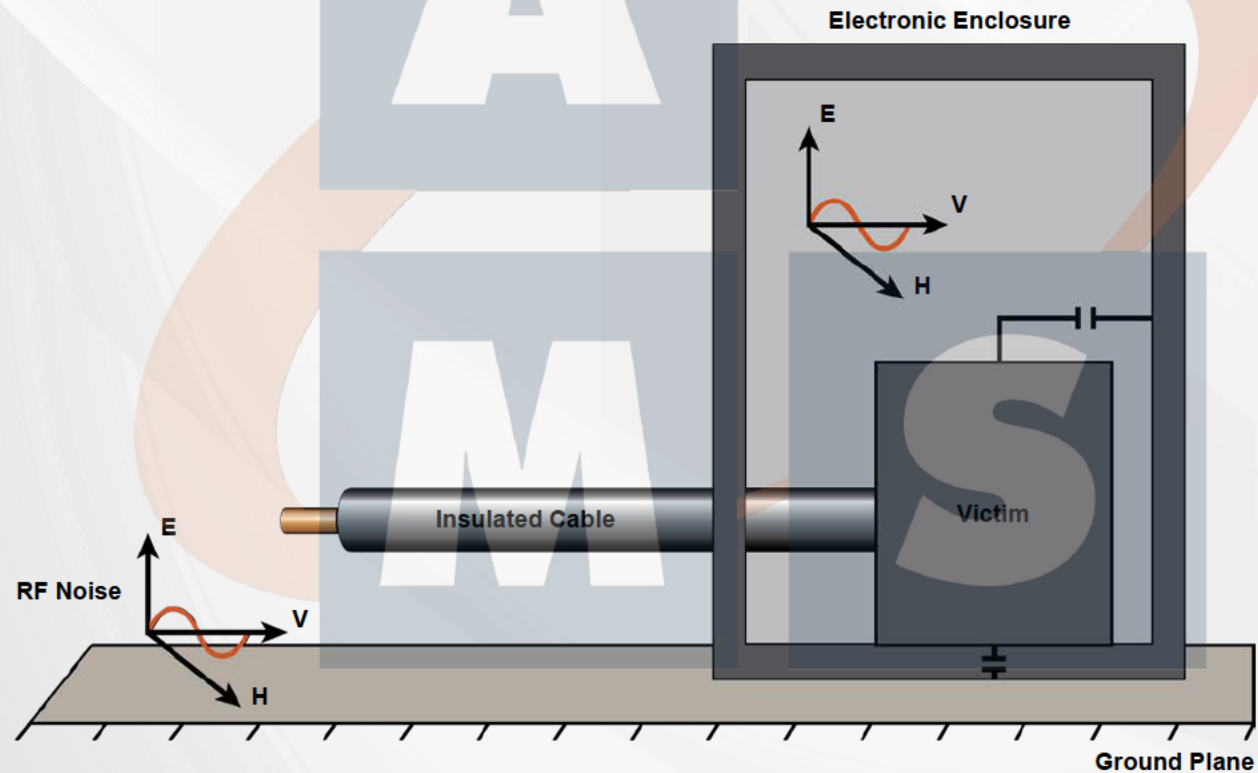 Electronic Enclosure
A
E
V
H
M
S
Insulated Cable
Victim
E
RF Noise
V
H
Ground Plane